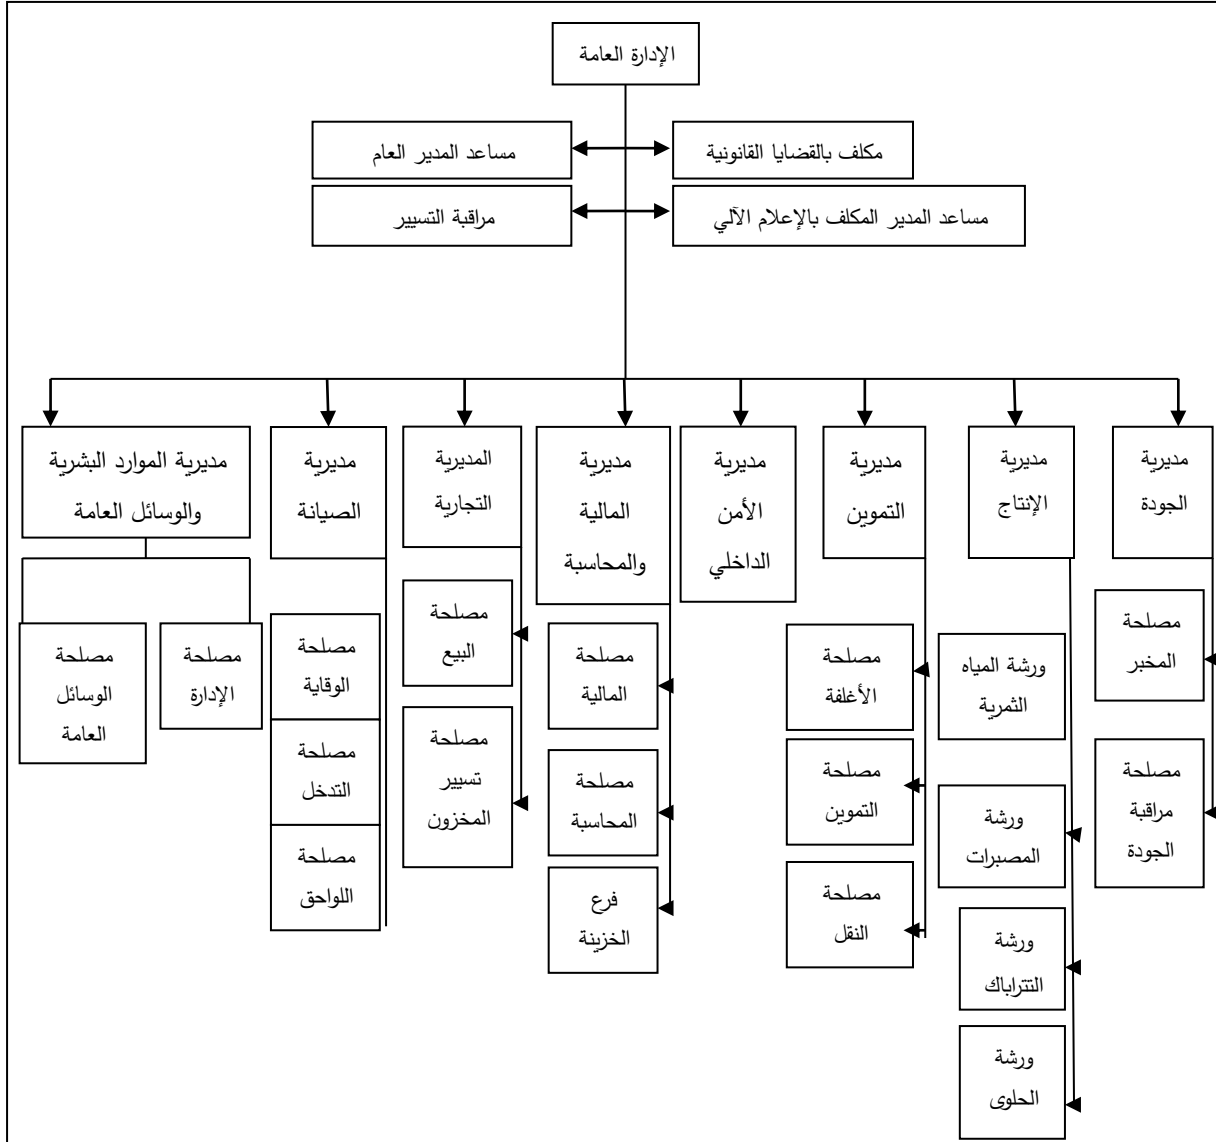 الإدارة العامة
مكلف بالقضايا القانونية
مساعد المدير العام
مساعد المدير المكلف بالإعلام الآلي
مراقبة التسيير
مديرية
الجودة
مديرية
الإنتاج
مديرية
التموين
مديرية
الأمن
الداخلي
مديرية
المالية
والمحاسبة
المديرية
التجارية
مديرية
الصيانة
مديرية الموارد البشرية
والوسائل العامة
مصلحة
المخبر
مصلحة
مراقبة
الجودة
ورشة المياه
الثمرية
ورشة
المصبرات
ورشة
التتراباك
ورشة
الحلوى
مصلحة
الأغلفة
مصلحة
التموين
مصلحة
النقل
مصلحة
المالية
مصلحة
المحاسبة
فرع
الخزينة
مصلحة
البيع
مصلحة
تسيير
المخزون
مصلحة
الوقاية
مصلحة
التدخل
مصلحة
اللواحق
مصلحة
الإدارة
مصلحة
الوسائل
العامة